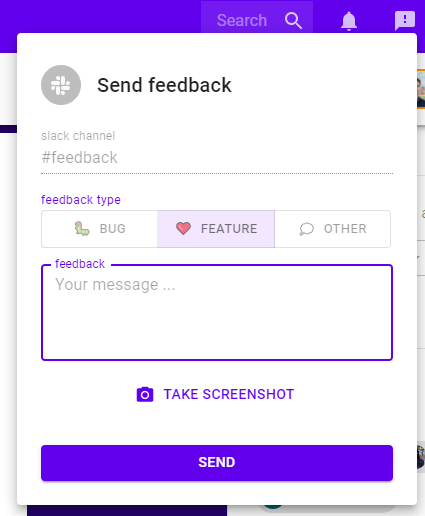 Search
Send feedback
slack channel
#feedback
feedback type
BUG
FEATURE
OTHER
feedback
Your message ...
TAKE SCREENSHOT
SEND